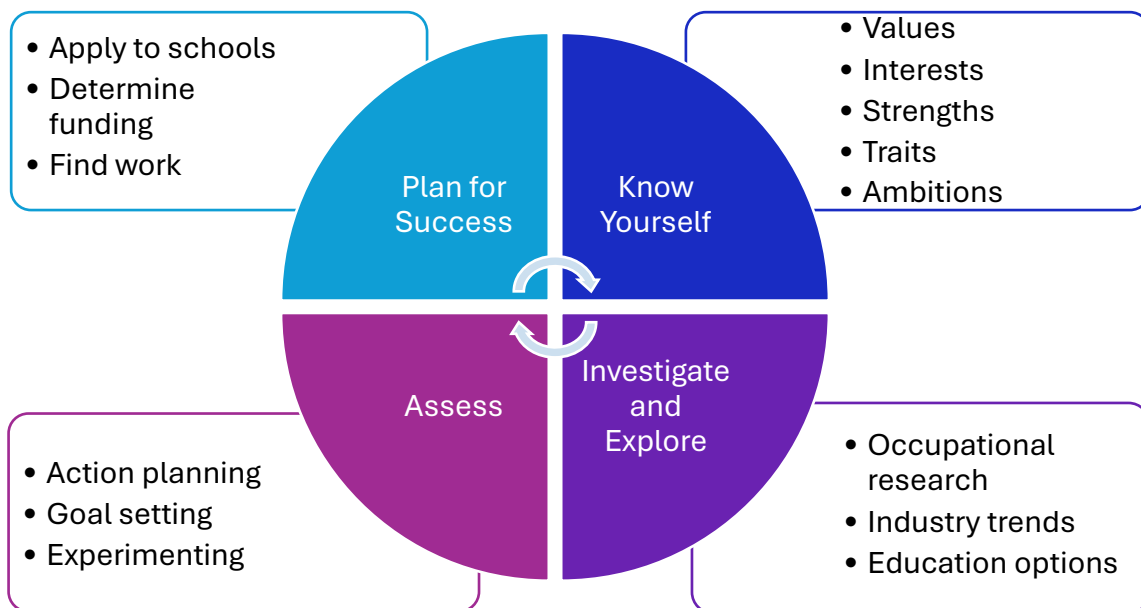 • Apply to schools
• Determine
funding
• Find work
Plan for
Success
• Values
• Interests
• Strengths
• Traits
• Ambitions
Know
Yourself
Assess
• Action planning
• Goal setting
• Experimenting
Investigate
and
Explore
• Occupational
research
• Industry trends
• Education options